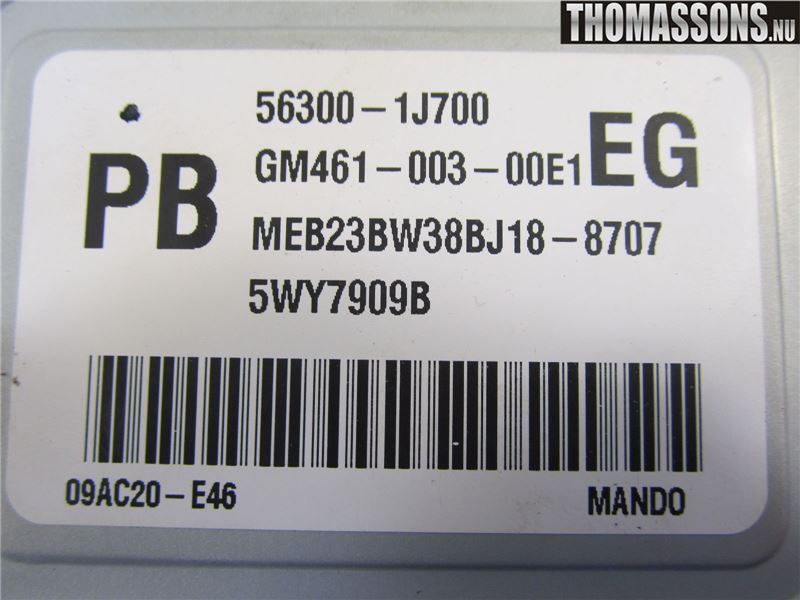 THOMASSONS.NU
56300-1J700
PB GM461-003-00E1 EG
MEB23BW38BJ18-8707
5WY7909B
09AC20-E46 MANDO